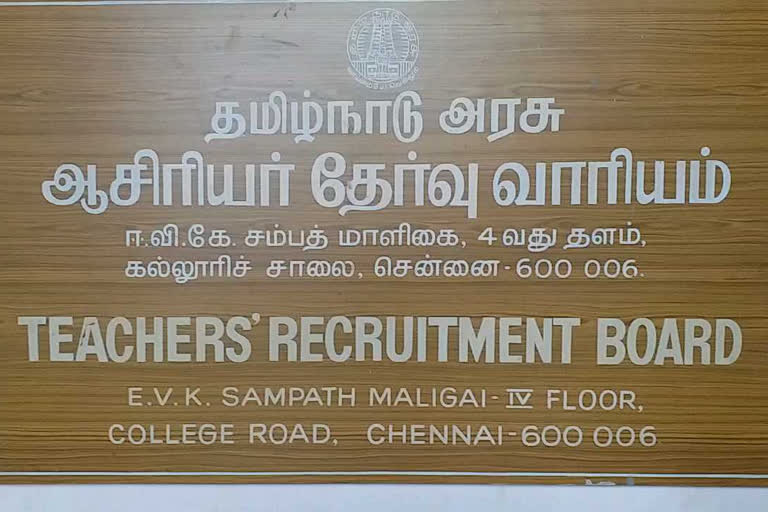 தமிழ்நாடு அரசு
ஆசிரியர் தேர்வு வாரியம்
ஈ.வி.கே. சம்பத் மாளிகை, 4 வது தளம்,
கல்லூரிச் சாலை, சென்னை - 600 006.
TEACHERS' RECRUITMENT BOARD
E.V.K. SAMPATH MALIGAI - IV FLOOR,
COLLEGE ROAD, CHENNAI - 600 006